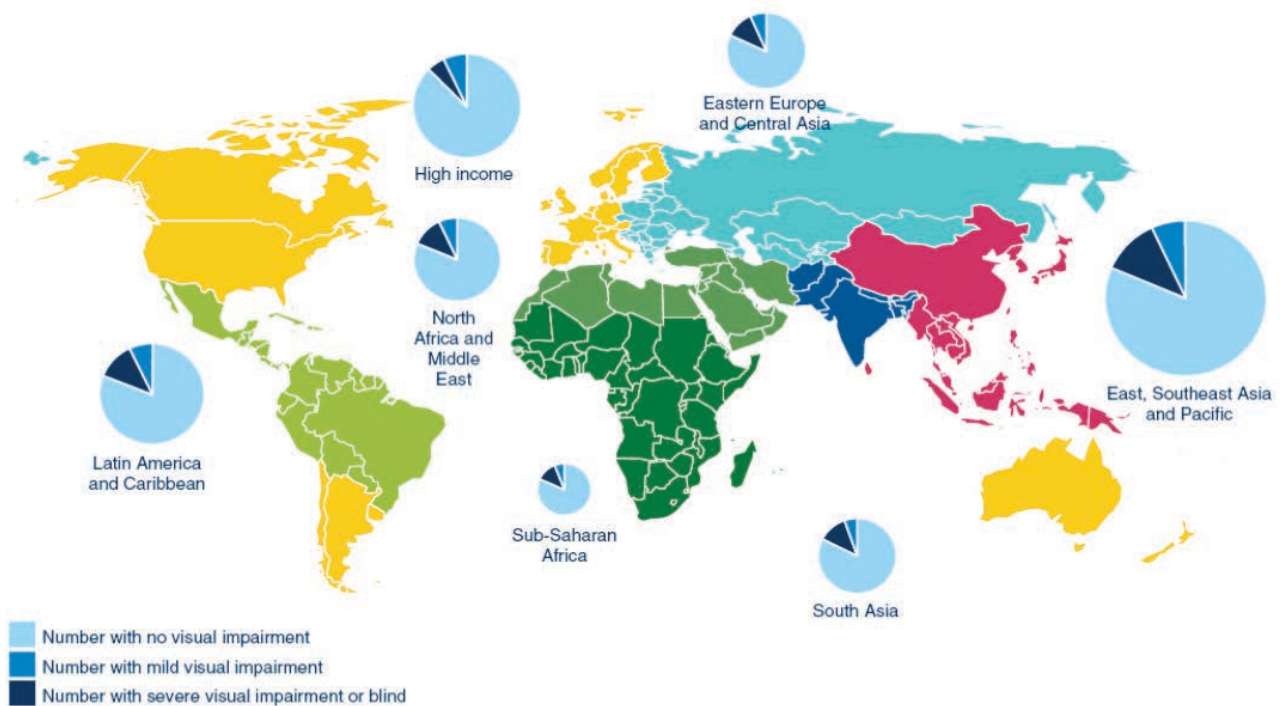 Eastern Europe
and Central Asia
High income
North
Africa and
Middle
East
East, Southeast Asia
and Pacific
Latin America
and Caribbean
Sub-Saharan
Africa
South Asia
Number with no visual impairment
Number with mild visual impairment
Number with severe visual impairment or blind